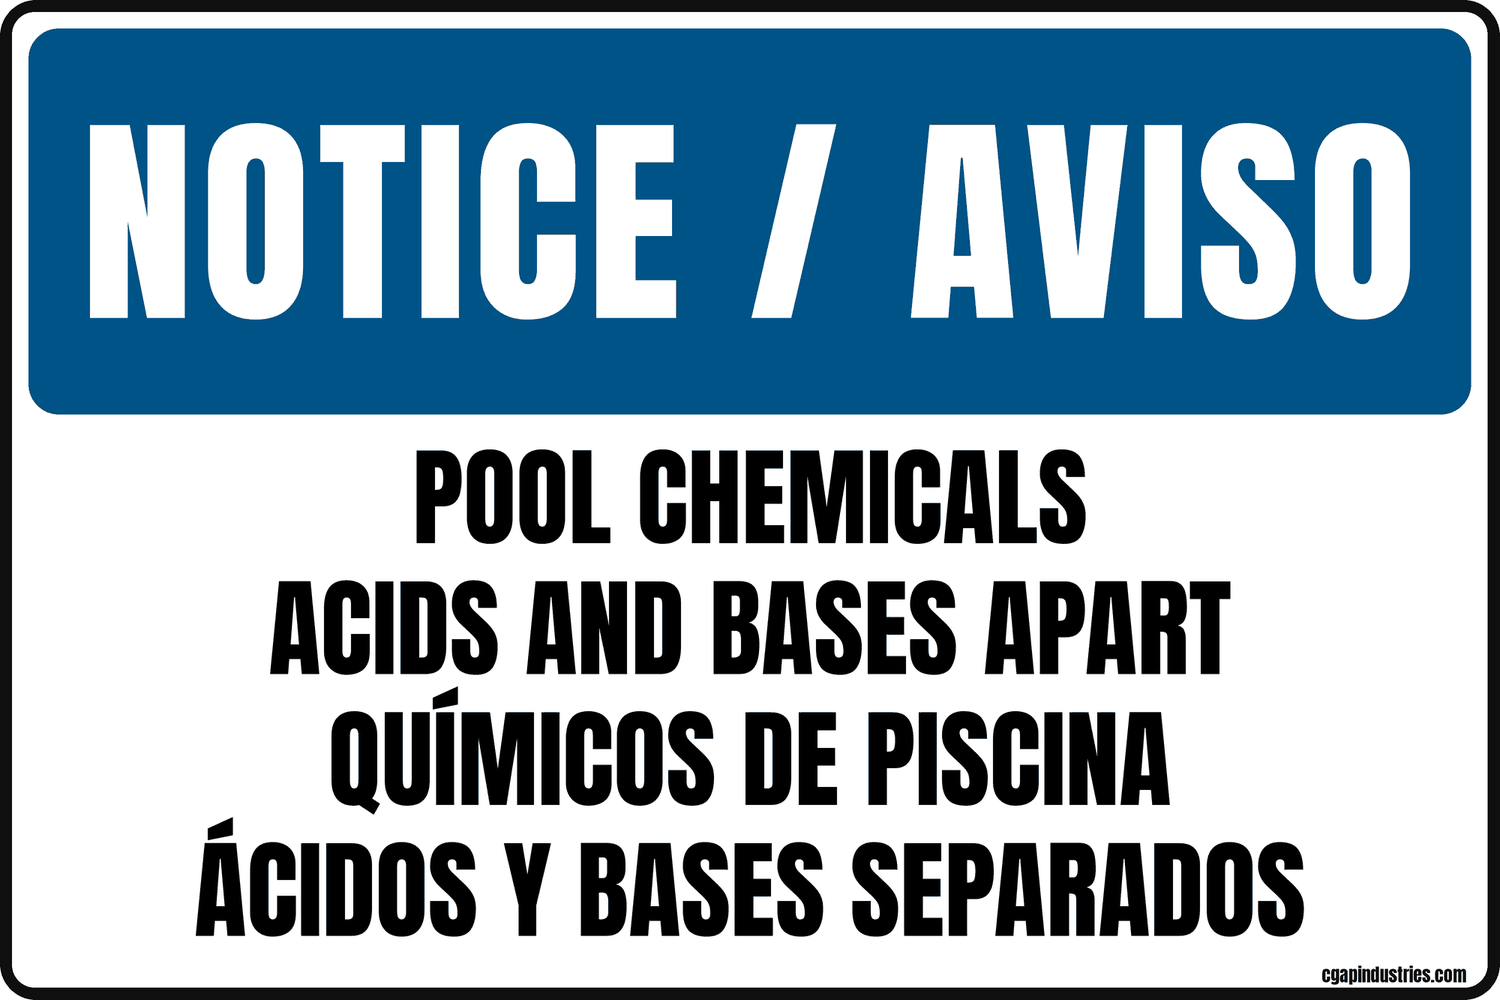 NOTICE / AVISO
POOL CHEMICALS
ACIDS AND BASES APART
QUÍMICOS DE PISCINA
ÁCIDOS Y BASES SEPARADOS
cgapindustries.com